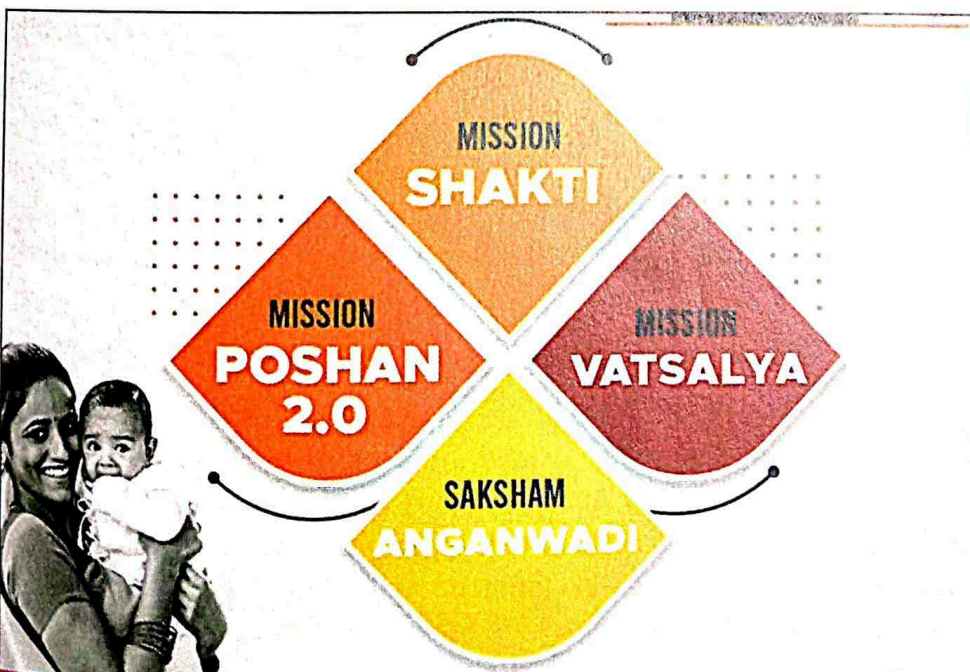 MISSION
SHAKTI
MISSION
POSHAN
2.0
MISSION
VATSALYA
SAKSHAM
ANGANWADI